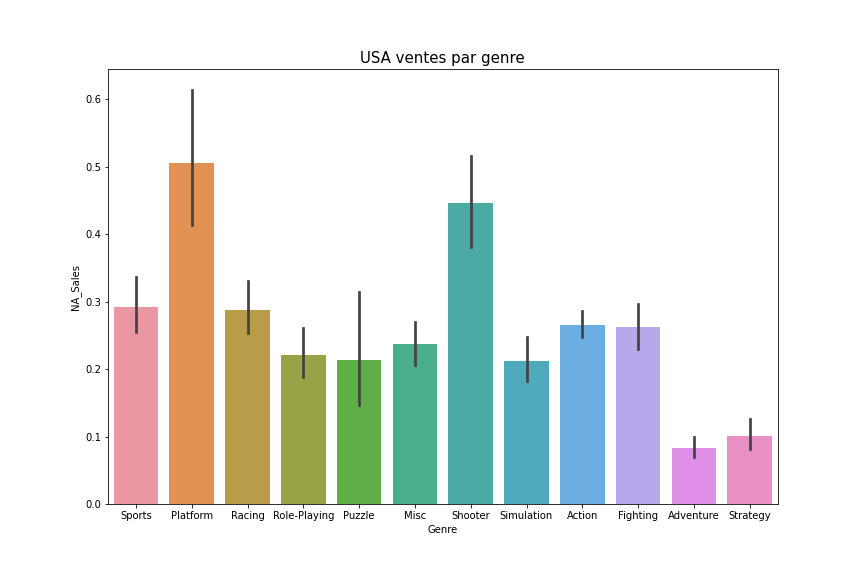 USA ventes par genre
NA_Sales
0.6
0.5
0.4
0.3
0.2
0.1
0.0
Sports Platform Racing Role-Playing Puzzle Misc Shooter Simulation Action Fighting Adventure Strategy
Genre